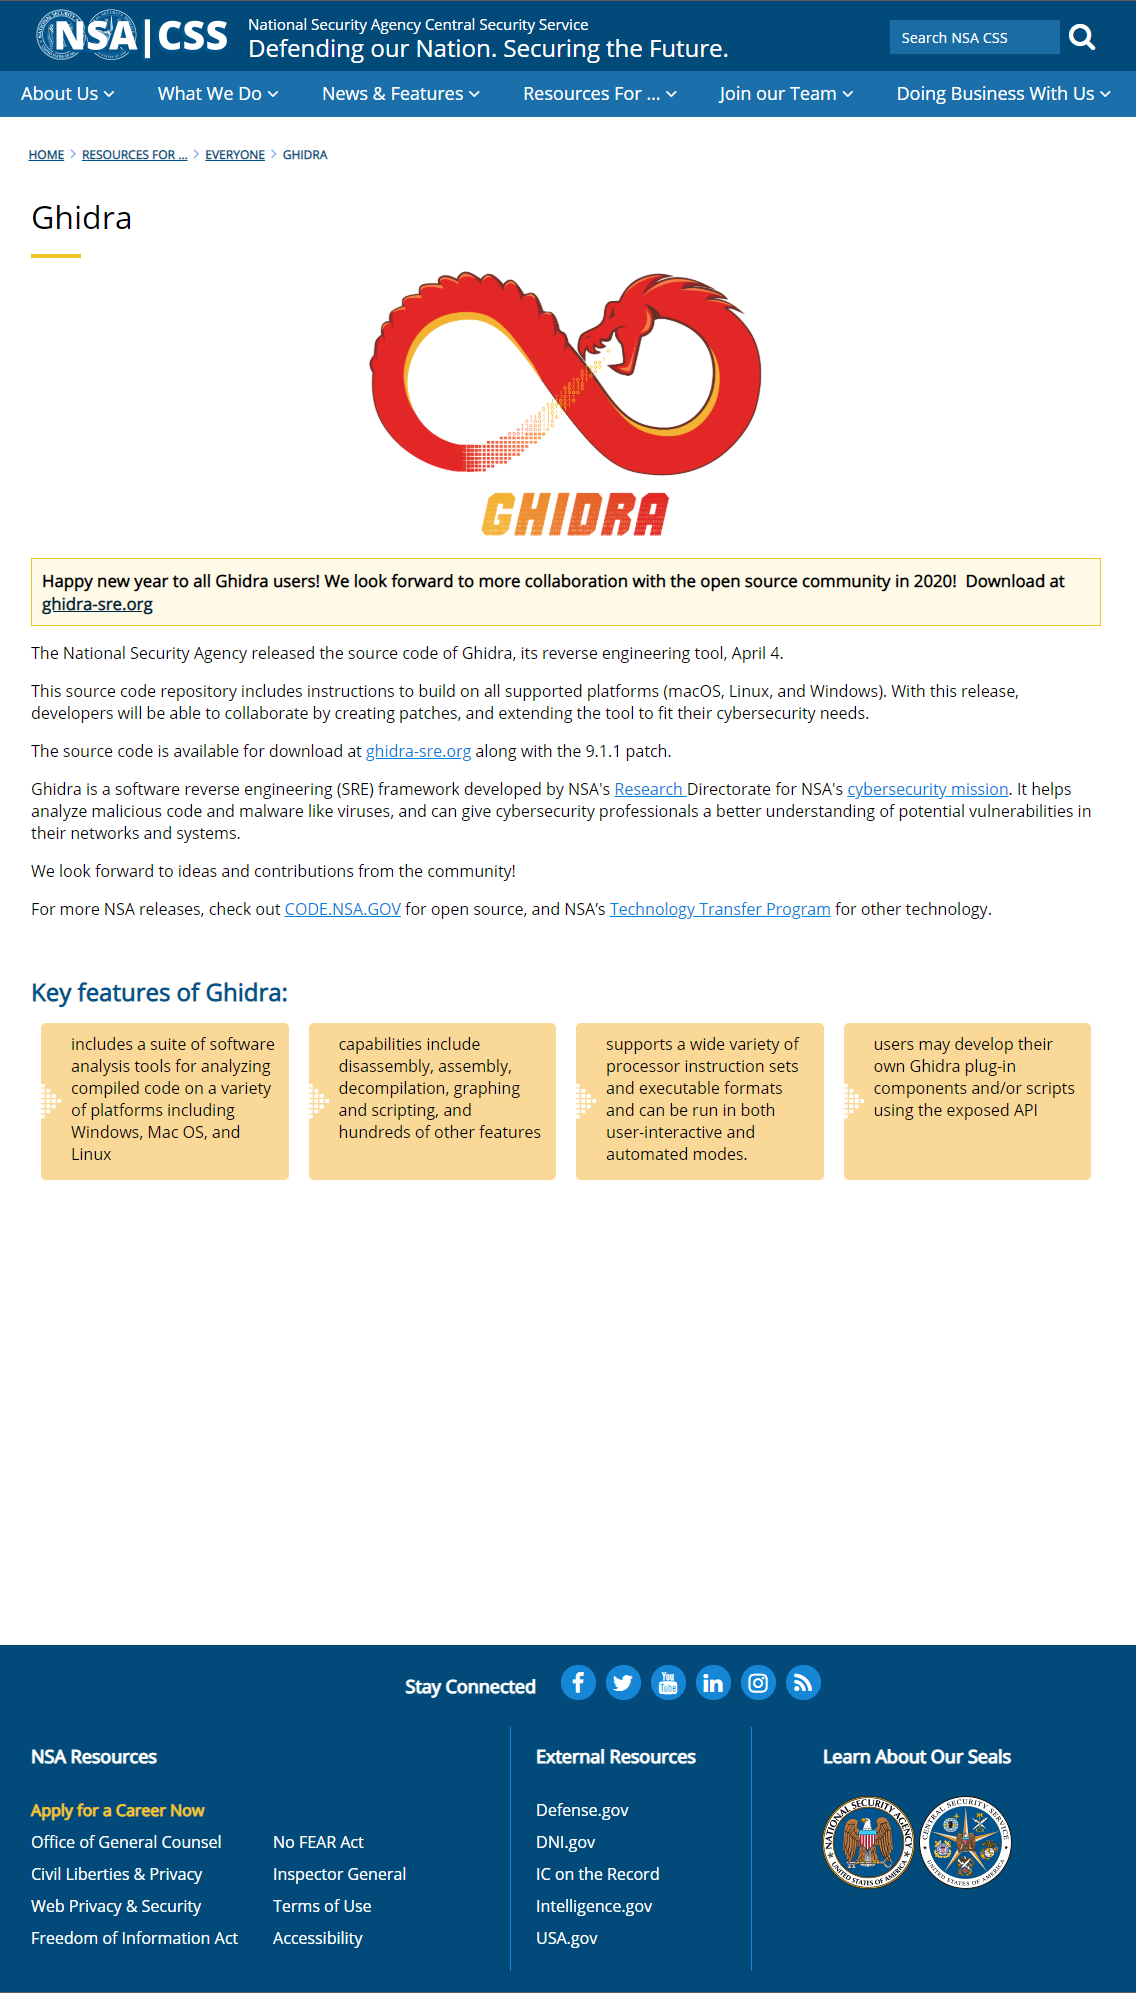 NSA|CSS
National Security Agency Central Security Service
Defending our Nation. Securing the Future.
Search NSA CSS
About Us
What We Do
News & Features
Resources For ...
Join our Team
Doing Business With Us
HOME > RESOURCES FOR ... > EVERYONE > GHIDRA
Ghidra
GHIDRA
Happy new year to all Ghidra users! We look forward to more collaboration with the open source community in 2020!  Download at
ghidra-sre.org
The National Security Agency released the source code of Ghidra, its reverse engineering tool, April 4.
This source code repository includes instructions to build on all supported platforms (macOS, Linux, and Windows). With this release,
developers will be able to collaborate by creating patches, and extending the tool to fit their cybersecurity needs.
The source code is available for download at ghidra-sre.org along with the 9.1.1 patch.
Ghidra is a software reverse engineering (SRE) framework developed by NSA's Research Directorate for NSA's cybersecurity mission. It helps
analyze malicious code and malware like viruses, and can give cybersecurity professionals a better understanding of potential vulnerabilities in
their networks and systems.
We look forward to ideas and contributions from the community!
For more NSA releases, check out CODE.NSA.GOV for open source, and NSA’s Technology Transfer Program for other technology.
Key features of Ghidra:
includes a suite of software
analysis tools for analyzing
compiled code on a variety
of platforms including
Windows, Mac OS, and
Linux
capabilities include
disassembly, assembly,
decompilation, graphing
and scripting, and
hundreds of other features
supports a wide variety of
processor instruction sets
and executable formats
and can be run in both
user-interactive and
automated modes.
users may develop their
own Ghidra plug-in
components and/or scripts
using the exposed API
Stay Connected
You
Tube
NSA Resources
Apply for a Career Now
Office of General Counsel
Civil Liberties & Privacy
Web Privacy & Security
Freedom of Information Act
No FEAR Act
Inspector General
Terms of Use
Accessibility
External Resources
Defense.gov
DNI.gov
IC on the Record
Intelligence.gov
USA.gov
Learn About Our Seals
NATIONAL SECURITY AGENCY
UNITED STATES OF AMERICA
CENTRAL SECURITY SERVICE
UNITED STATES OF AMERICA